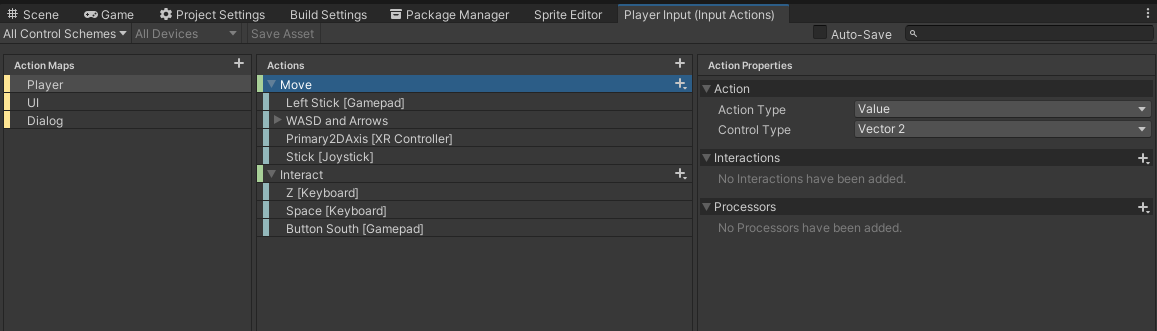 Scene Game Project Settings Build Settings Package Manager Sprite Editor Player Input (Input Actions)
All Control Schemes All Devices Save Asset Auto-Save
Action Maps
Player
UI
Dialog
Actions
Move
Left Stick [Gamepad]
WASD and Arrows
Primary2DAxis [XR Controller]
Stick [Joystick]
Interact
Z [Keyboard]
Space [Keyboard]
Button South [Gamepad]
Action Properties
Action
Action Type Value
Control Type Vector 2
Interactions
No Interactions have been added.
Processors
No Processors have been added.